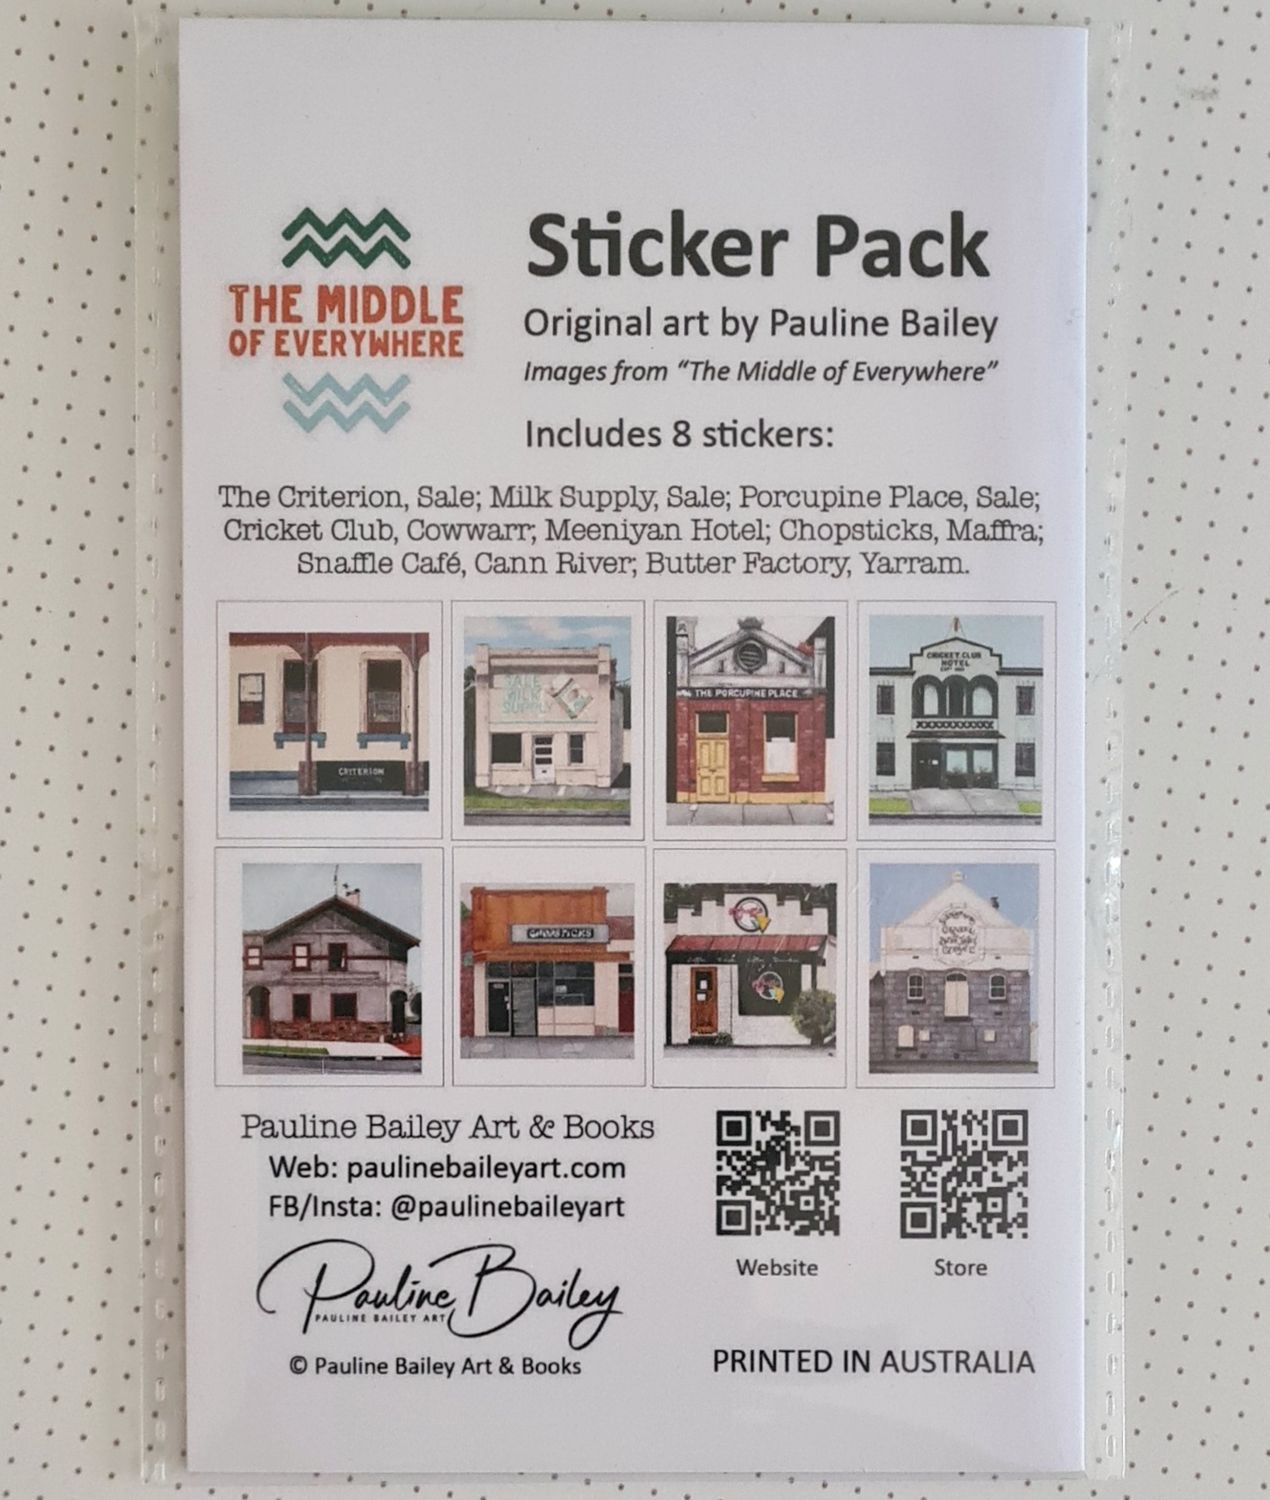 THE MIDDLE
OF EVERYWHERE
Sticker Pack
Original art by Pauline Bailey
Images from “The Middle of Everywhere”
Includes 8 stickers:
The Criterion, Sale; Milk Supply, Sale; Porcupine Place, Sale;
Cricket Club, Cowwarr; Meeniyan Hotel; Chopsticks, Maffra;
Snaffle Café, Cann River; Butter Factory, Yarram.
CRITERION
SALE
MILK
SUPPLY
THE PORCUPINE PLACE
CRICKET CLUB
HOTEL
CHOPSTICKS
Pauline Bailey Art & Books
Web: paulinebaileyart.com
FB/Insta: @paulinebaileyart
Website
Store
Pauline Bailey
PAULINE BAILEY ART
© Pauline Bailey Art & Books
PRINTED IN AUSTRALIA